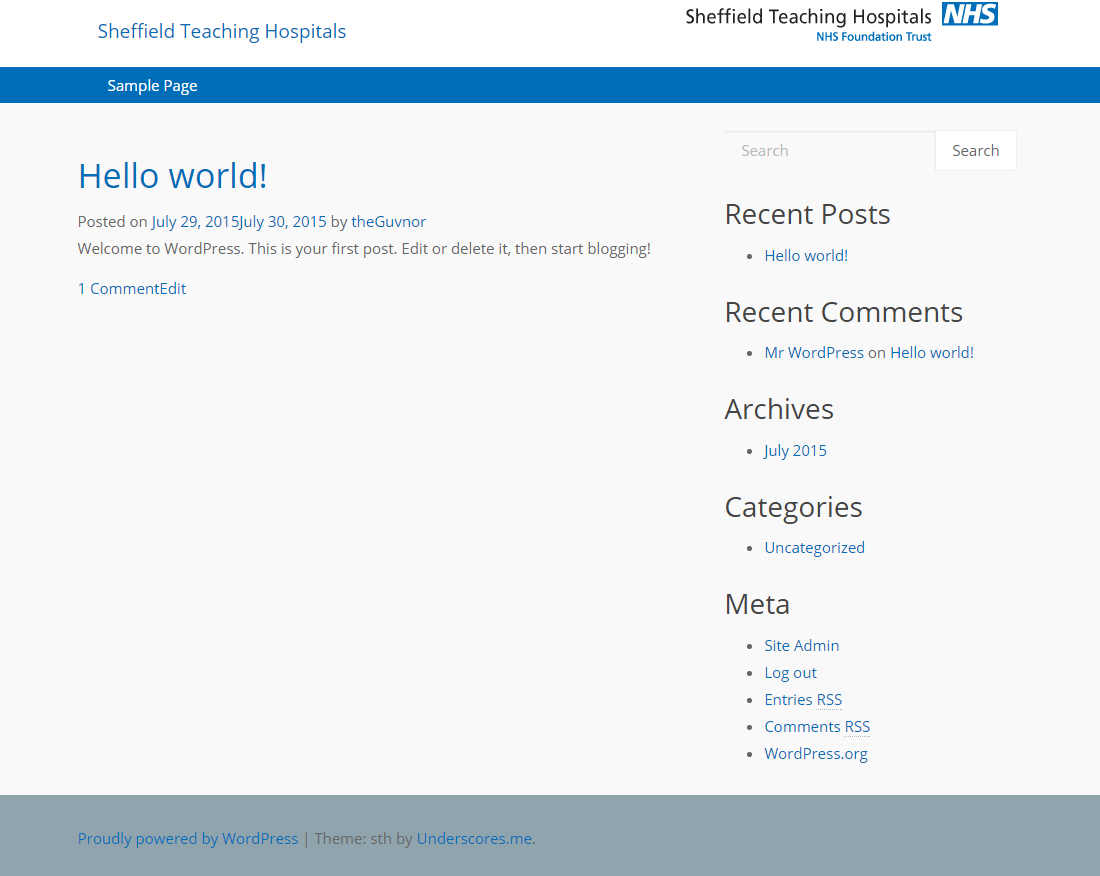 Sheffield Teaching Hospitals
Sheffield Teaching Hospitals NHS
NHS Foundation Trust
Sample Page
Hello world!
Posted on July 29, 2015July 30, 2015 by theGuvnor
Welcome to WordPress. This is your first post. Edit or delete it, then start blogging!
1 CommentEdit
Search Search
Recent Posts
Hello world!
Recent Comments
Mr WordPress on Hello world!
Archives
July 2015
Categories
Uncategorized
Meta
Site Admin
Log out
Entries RSS
Comments RSS
WordPress.org
Proudly powered by WordPress | Theme: sth by Underscores.me.